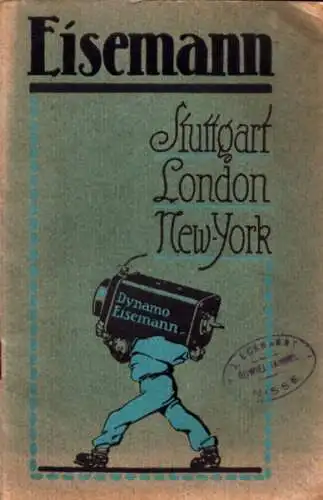 Eisemann
Stuttgart
London
New-York
Dynamo
Eisemann